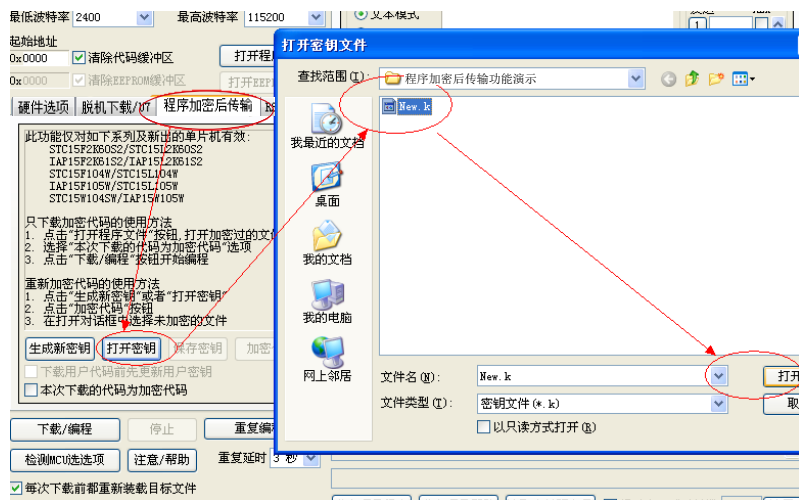 最低波特率 2400 最高波特率 115200
文本模式
起始地址
0x0000 清除代码缓冲区
0x0000 清除EEPROM缓冲区
硬件选项 脱机下载/U7 程序加密后传输
此功能仅对如下系列及新出的单片机有效:
STC15F2K60S2/STC15L2K60S2
IAP15F2K61S2/IAP15L2K61S2
STC15F104W/STC15L104W
IAP15F105W/STC15L105W
STC15W104SW/IAP15W105W
只下载加密代码的使用方法
1. 点击"打开程序文件"按钮,打开加密过的文
2. 选择"本次下载的代码为加密代码"选项
3. 点击"下载/编程"按钮开始编程
重新加密代码的使用方法
1. 点击"生成新密钥"或者"打开密钥"
2. 点击"加密代码"按钮
3. 在打开对话框中选择未加密的文件
生成新密钥 打开密钥 保存密钥
下载用户代码前先更新用户密钥
本次下载的代码为加密代码
下载/编程 停止
检测MCU选选项 注意/帮助 重复延时 3 秒
每次下载前都重新装载目标文件
打开密钥文件
查找范围(I): 程序加密后传输功能演示
New.k
我最近的文档
桌面
我的文档
我的电脑
网上邻居
文件名(N): New.k
文件类型(T): 密钥文件(*.k)
以只读方式打开(R)